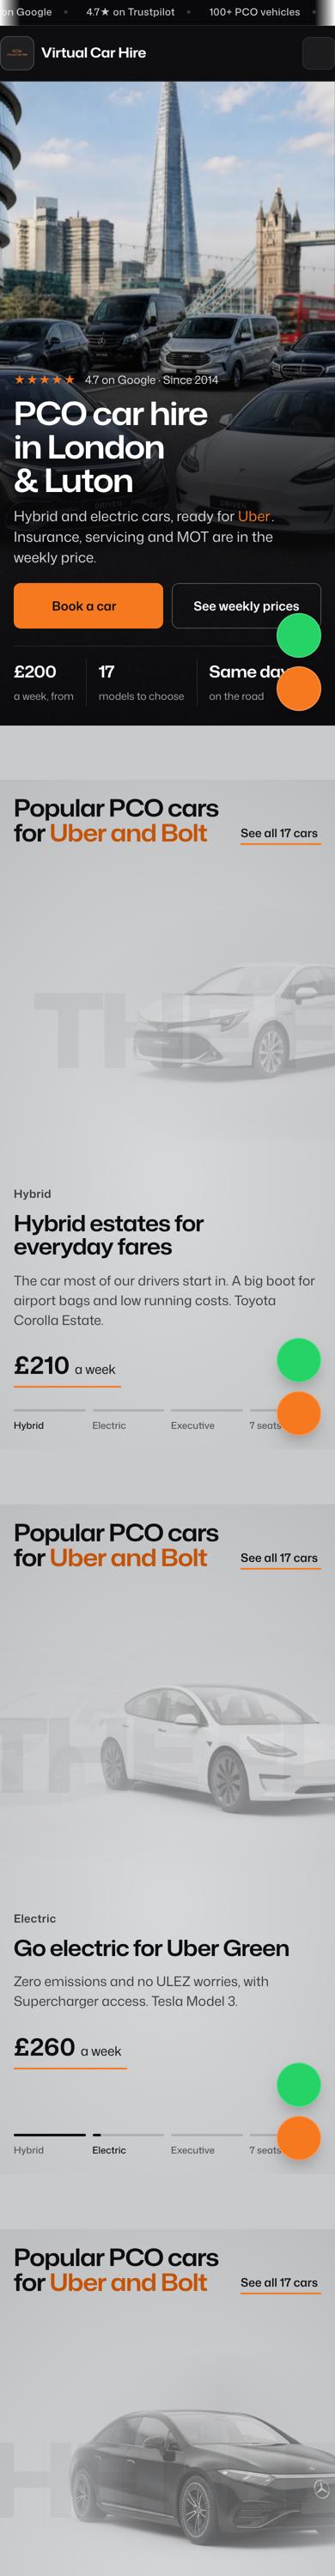 on Google • 4.7★ on Trustpilot • 100+ PCO vehicles •
Virtual Car Hire
★★★★★ 4.7 on Google · Since 2014
PCO car hire
in London
& Luton
Hybrid and electric cars, ready for Uber.
Insurance, servicing and MOT are in the
weekly price.
Book a car
See weekly prices
£200
17
Same day
a week, from
models to choose
on the road
Popular PCO cars
for Uber and Bolt
See all 17 cars
TH
Hybrid
Hybrid estates for
everyday fares
The car most of our drivers start in. A big boot for
airport bags and low running costs. Toyota
Corolla Estate.
£210 a week
Hybrid
Electric
Executive
7 seats
Popular PCO cars
for Uber and Bolt
See all 17 cars
THE
Electric
Go electric for Uber Green
Zero emissions and no ULEZ worries, with
Supercharger access. Tesla Model 3.
£260 a week
Hybrid
Electric
Executive
7 seats
Popular PCO cars
for Uber and Bolt
See all 17 cars
H